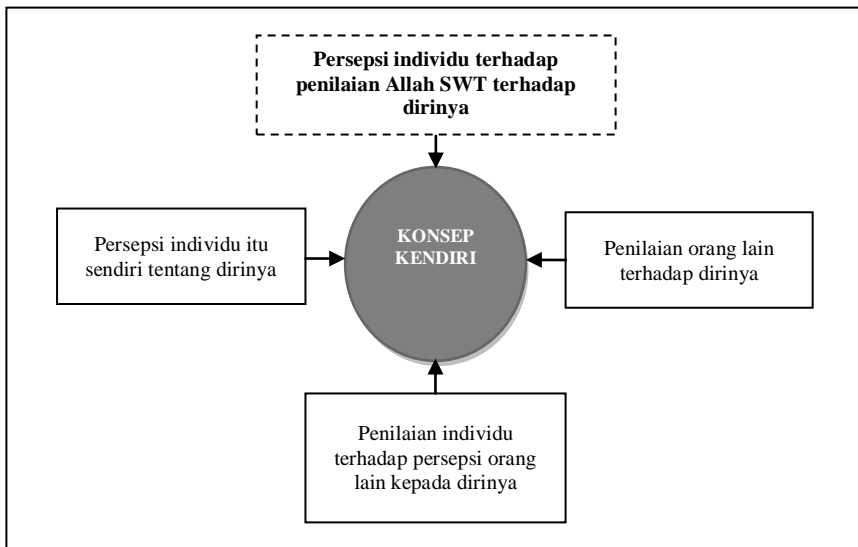 Persepsi individu terhadap
penilaian Allah SWT terhadap
dirinya
KONSEP
KENDIRI
Persepsi individu itu
sendiri tentang dirinya
Penilaian orang lain
terhadap dirinya
Penilaian individu
terhadap persepsi orang
lain kepada dirinya